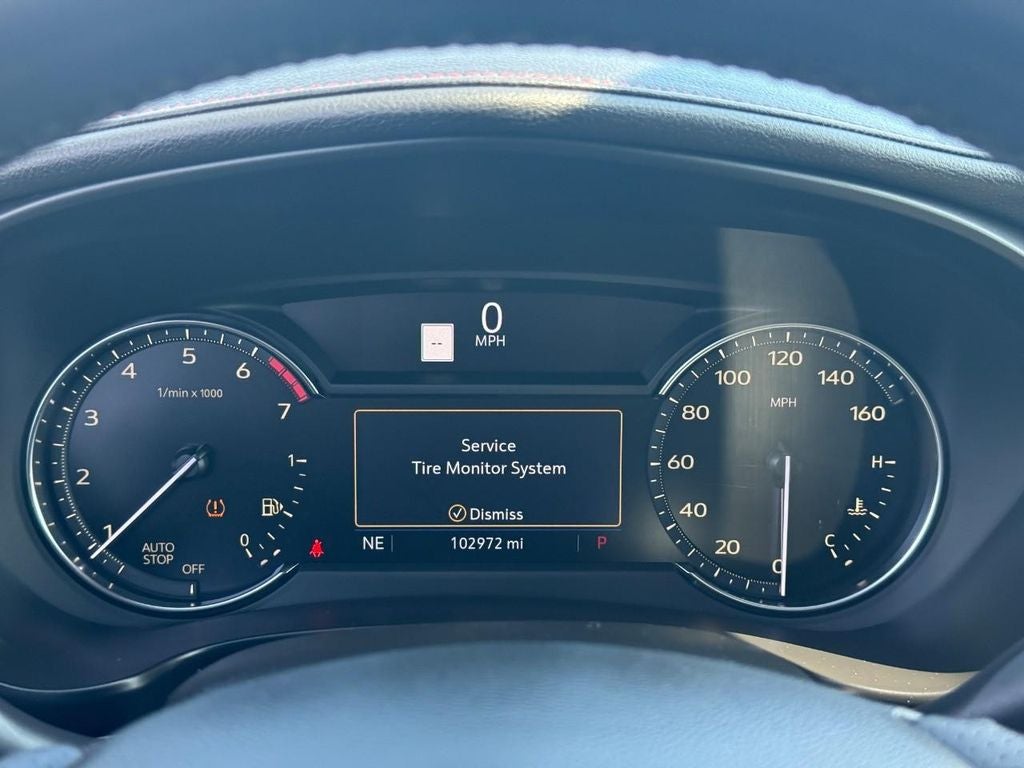 0
MPH
--
5
4
6
1/min x 1000
3
7
2
1
1
0
AUTO
STOP
OFF
Service
Tire Monitor System
Dismiss
NE
102972 mi
P
120
100
140
MPH
80
160
60
H
40
20
0
C